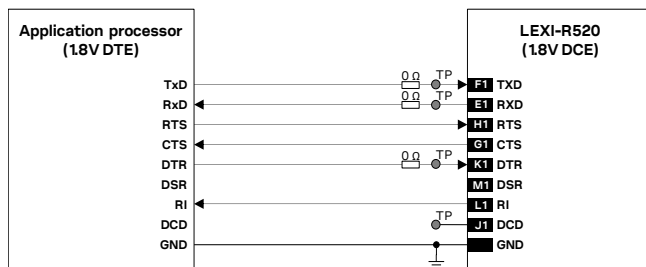 Application processor
(1.8V DTE)
LEXI-R520
(1.8V DCE)
TxD 0 Ω TP F1 TXD
RxD 0 Ω TP E1 RXD
RTS H1 RTS
CTS G1 CTS
DTR 0 Ω TP K1 DTR
DSR M1 DSR
RI L1 RI
DCD TP J1 DCD
GND GND